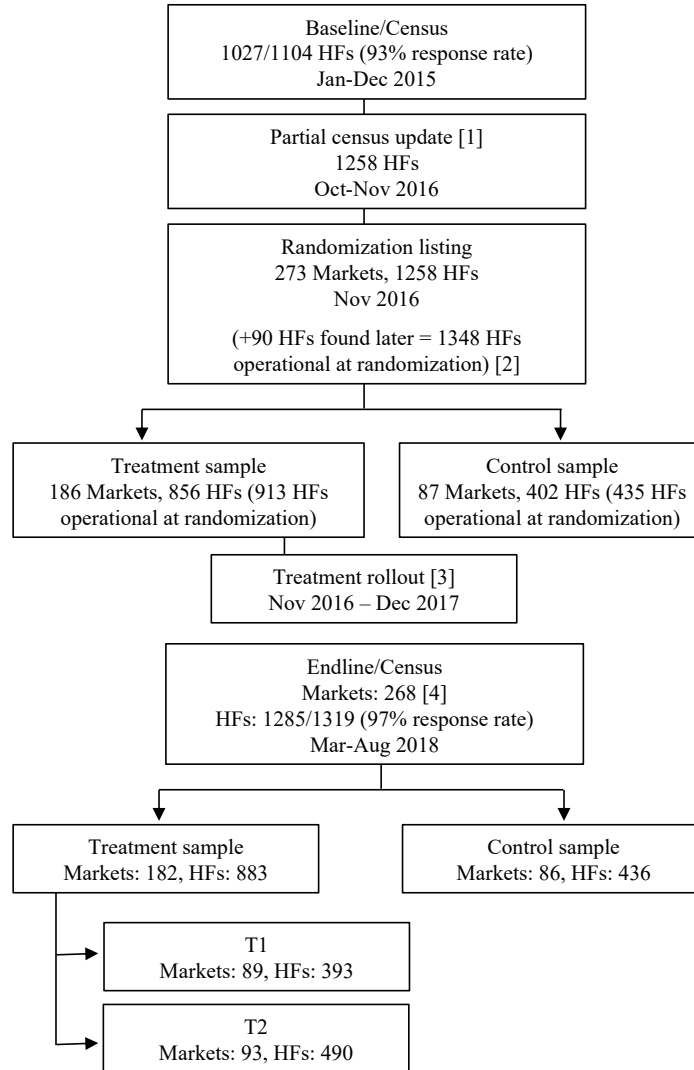 Baseline/Census
1027/1104 HFs (93% response rate)
Jan-Dec 2015
Partial census update [1]
1258 HFs
Oct-Nov 2016
Randomization listing
273 Markets, 1258 HFs
Nov 2016
(+90 HFs found later = 1348 HFs
operational at randomization) [2]
Treatment sample
186 Markets, 856 HFs (913 HFs
operational at randomization)
Control sample
87 Markets, 402 HFs (435 HFs
operational at randomization)
Treatment rollout [3]
Nov 2016 – Dec 2017
Endline/Census
Markets: 268 [4]
HFs: 1285/1319 (97% response rate)
Mar-Aug 2018
Treatment sample
Markets: 182, HFs: 883
Control sample
Markets: 86, HFs: 436
T1
Markets: 89, HFs: 393
T2
Markets: 93, HFs: 490